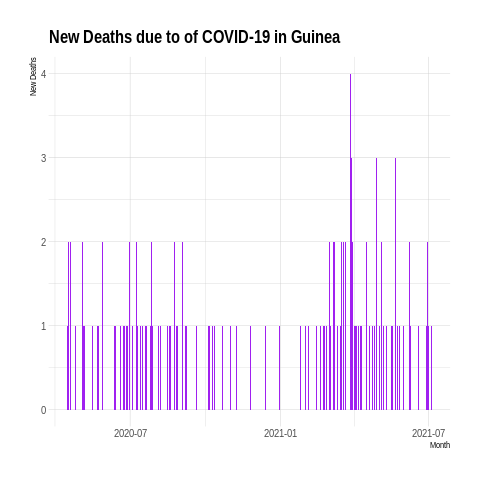 New Deaths due to of COVID-19 in Guinea
New Deaths
4
3
2
1
0
2020-07
2021-01
2021-07
Month